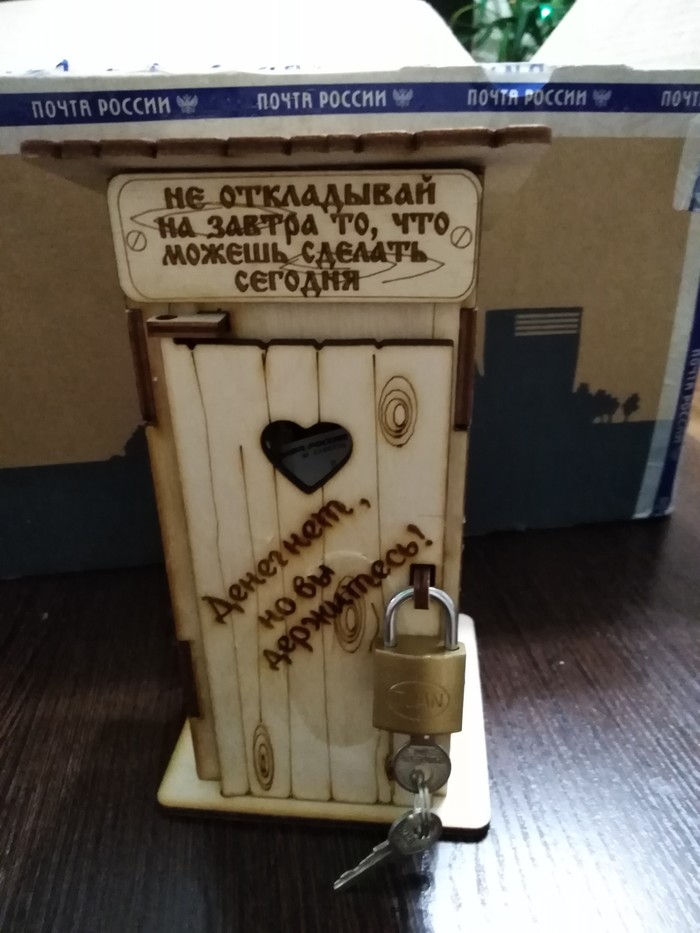 ПОЧТА РОССИИ ПОЧТА РОССИИ ПОЧТА РОССИИ ПОЧТ
НЕ ОТКЛАДЫВАЙ
НА ЗАВТРА ТО, ЧТО
МОЖЕШЬ СДЕЛАТЬ
СЕГОДНЯ
Денег нет,
но вы
держитесь!